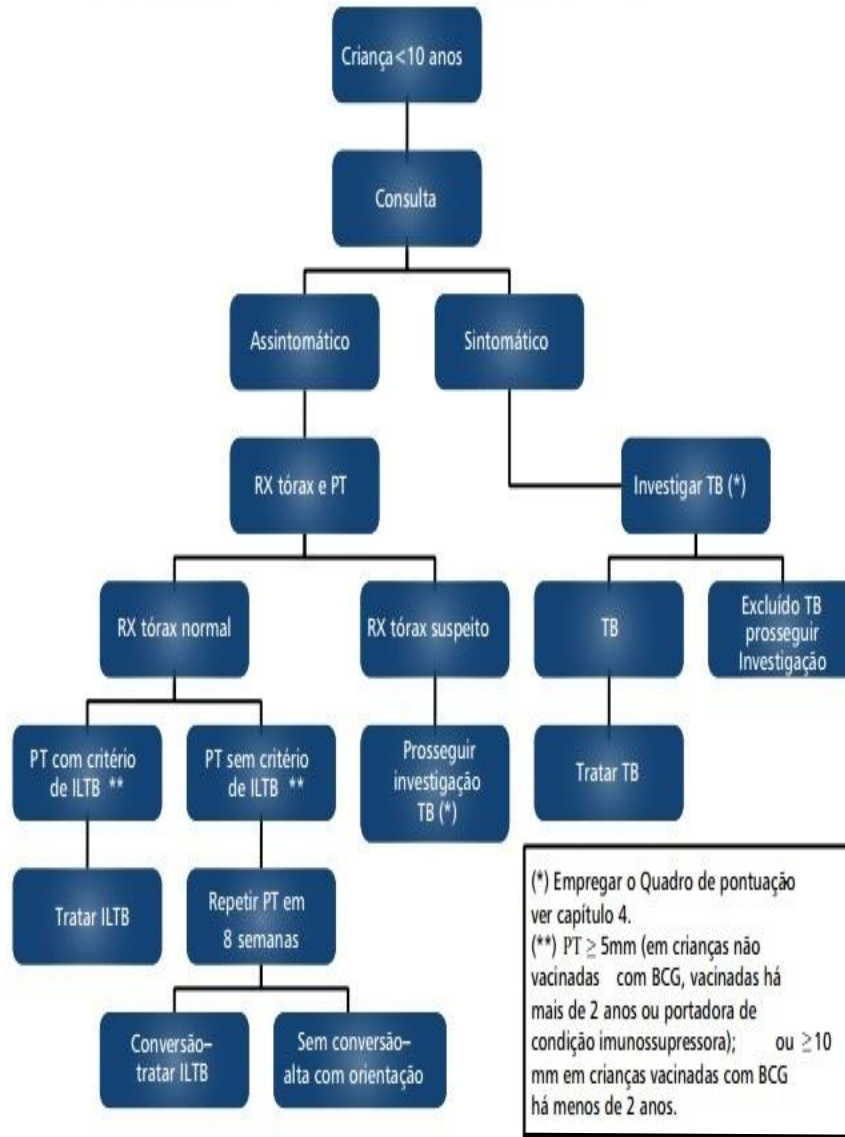 Criança<10 anos
Consulta
Assintomático
Sintomático
RX tórax e PT
Investigar TB (*)
RX tórax normal
RX tórax suspeito
TB
Excluído TB
prosseguir
Investigação
PT com critério
de ILTB **
PT sem critério
de ILTB **
Prosseguir
investigação
TB (*)
Tratar TB
Tratar ILTB
Repetir PT em
8 semanas
Conversão–
tratar ILTB
Sem conversão–
alta com orientação
(*) Empregar o Quadro de pontuação
ver capítulo 4.
(**) PT ≥ 5mm (em crianças não
vacinadas com BCG, vacinadas há
mais de 2 anos ou portadora de
condição imunossupressora); ou ≥10
mm em crianças vacinadas com BCG
há menos de 2 anos.